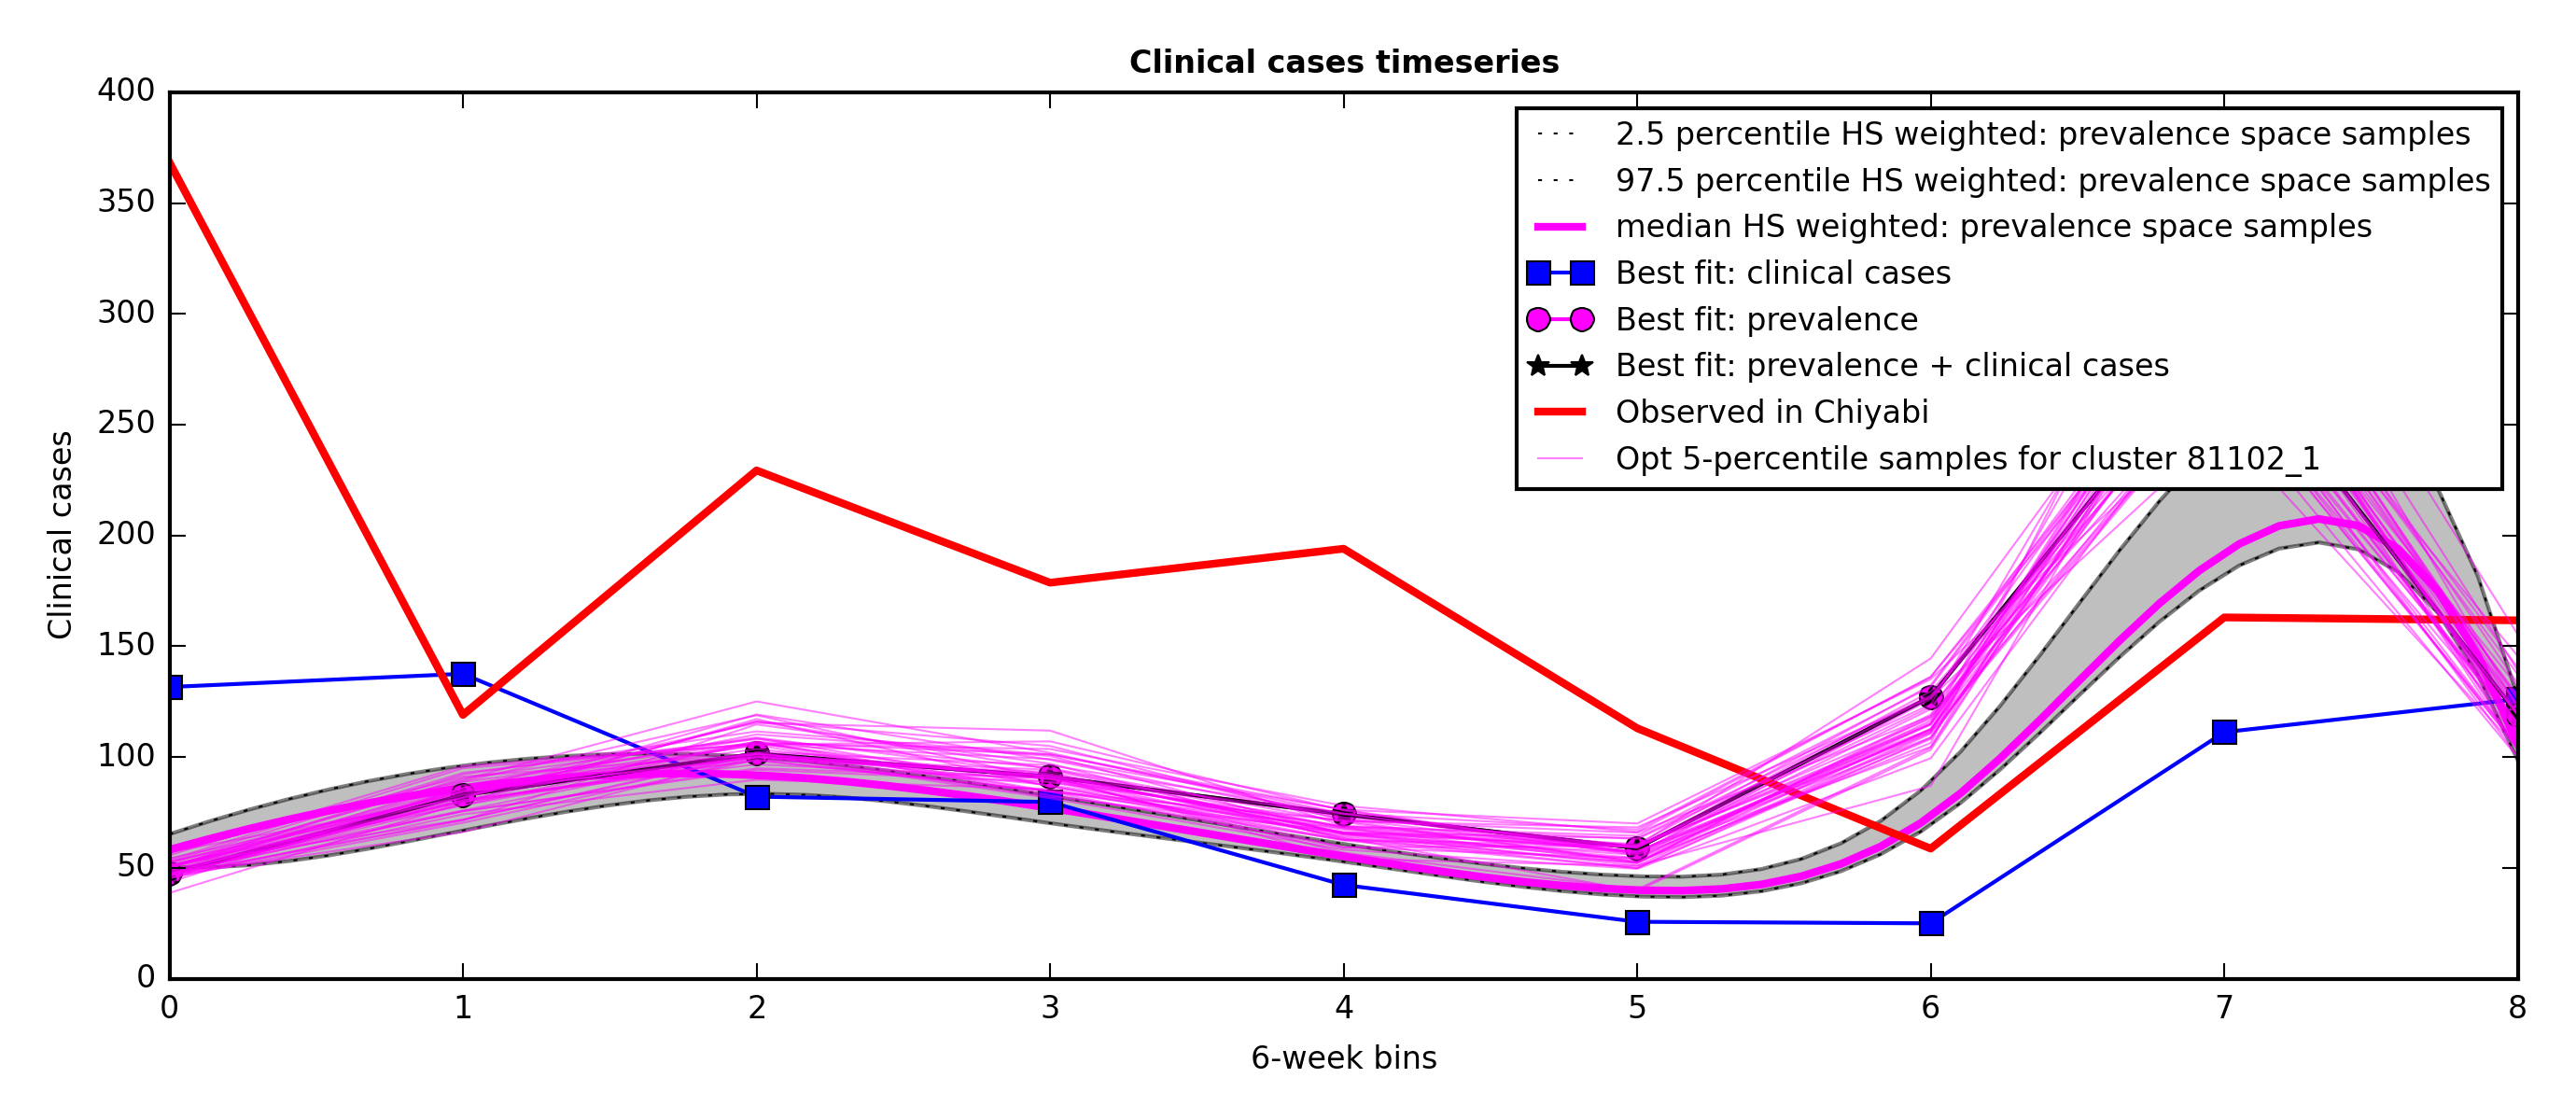 Clinical cases timeseries
400
350
300
250
200
150
100
50
0
Clinical cases
2.5 percentile HS weighted: prevalence space samples
97.5 percentile HS weighted: prevalence space samples
median HS weighted: prevalence space samples
Best fit: clinical cases
Best fit: prevalence
Best fit: prevalence + clinical cases
Observed in Chiyabi
Opt 5-percentile samples for cluster 81102_1
0 1 2 3 4 5 6 7 8
6-week bins